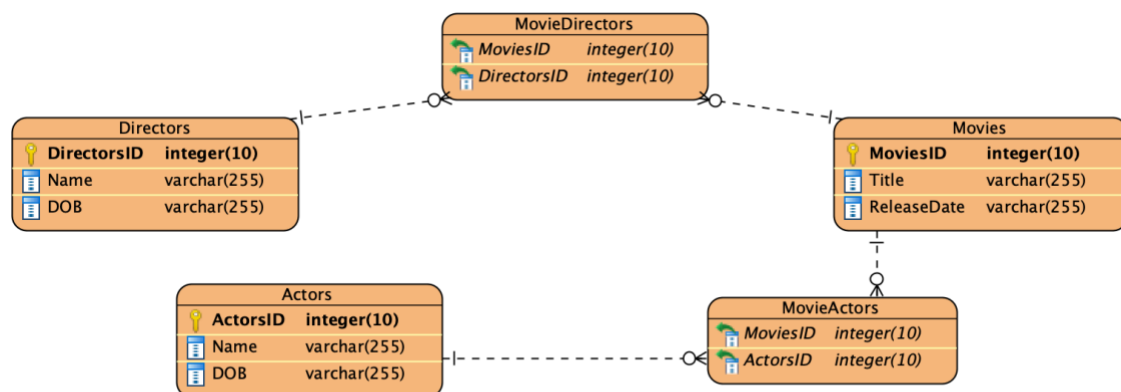 MovieDirectors
MoviesID integer(10)
DirectorsID integer(10)
Directors
DirectorsID integer(10)
Name varchar(255)
DOB varchar(255)
Movies
MoviesID integer(10)
Title varchar(255)
ReleaseDate varchar(255)
Actors
ActorsID integer(10)
Name varchar(255)
DOB varchar(255)
MovieActors
MoviesID integer(10)
ActorsID integer(10)